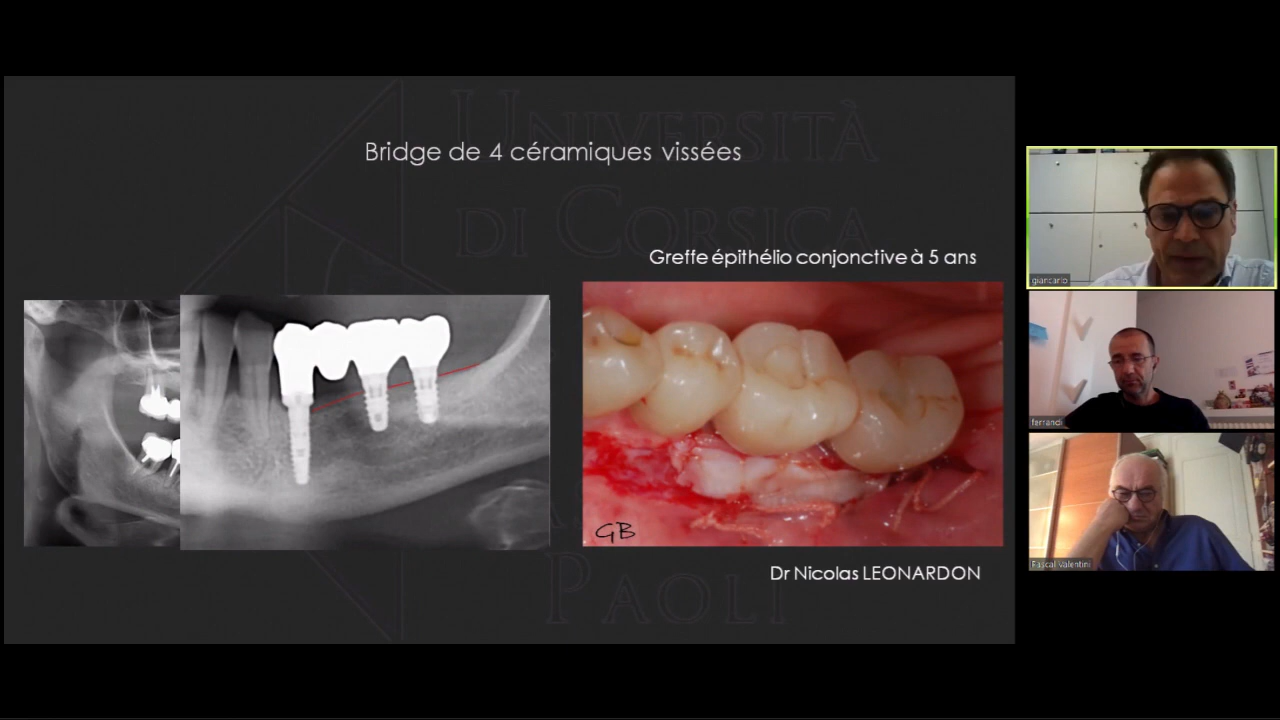 UNIVERSITÀ
DI CORSICA
Bridge de 4 céramiques vissées
Greffe épithélio conjonctive à 5 ans
GB
Dr Nicolas LEONARDON
PAOLI
giancarlo
ferrandi
Pascal Valentini